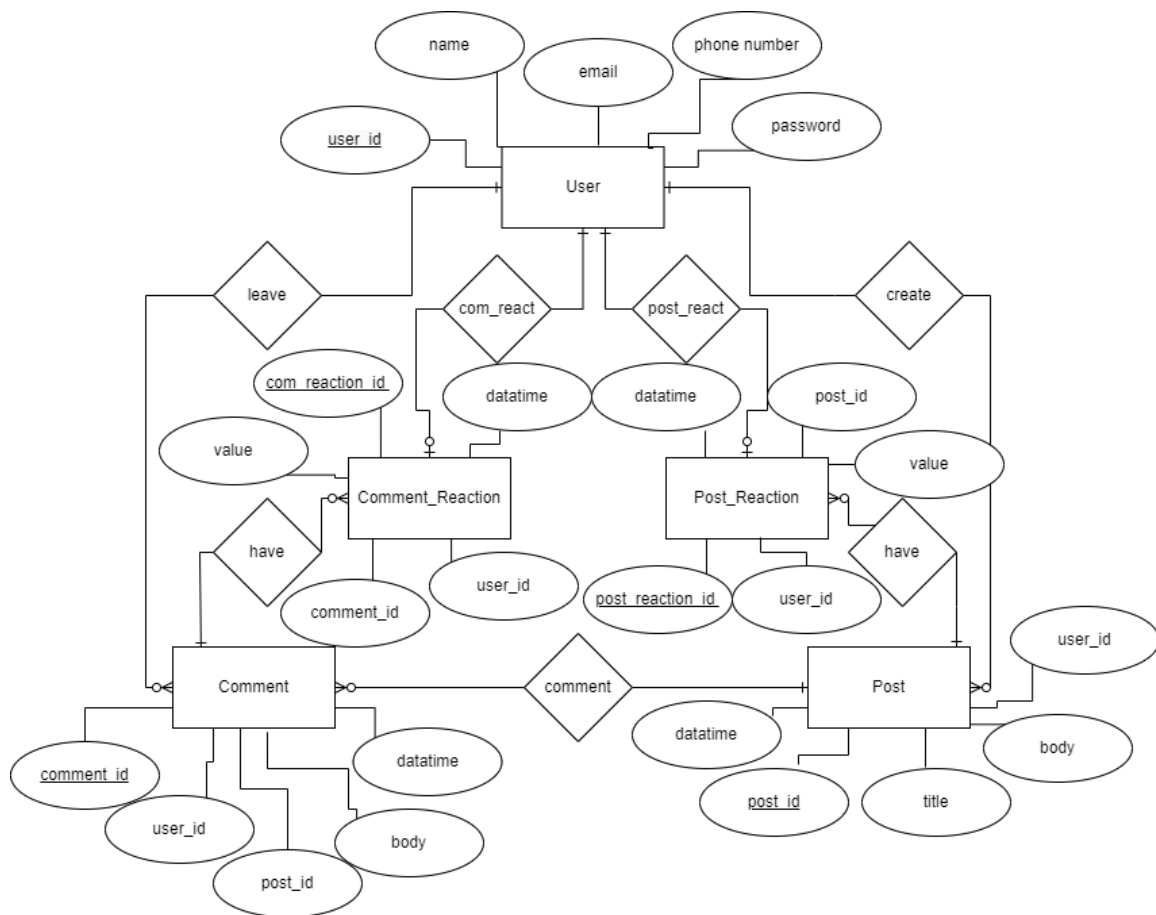 name
email
phone number
user_id
password
User
leave
com_react
post_react
create
com_reaction_id
datatime
datatime
post_id
value
value
Comment_Reaction
Post_Reaction
have
have
comment_id
user_id
post_reaction_id
user_id
user_id
Comment
comment
Post
datatime
datatime
body
comment_id
post_id
title
user_id
body
post_id